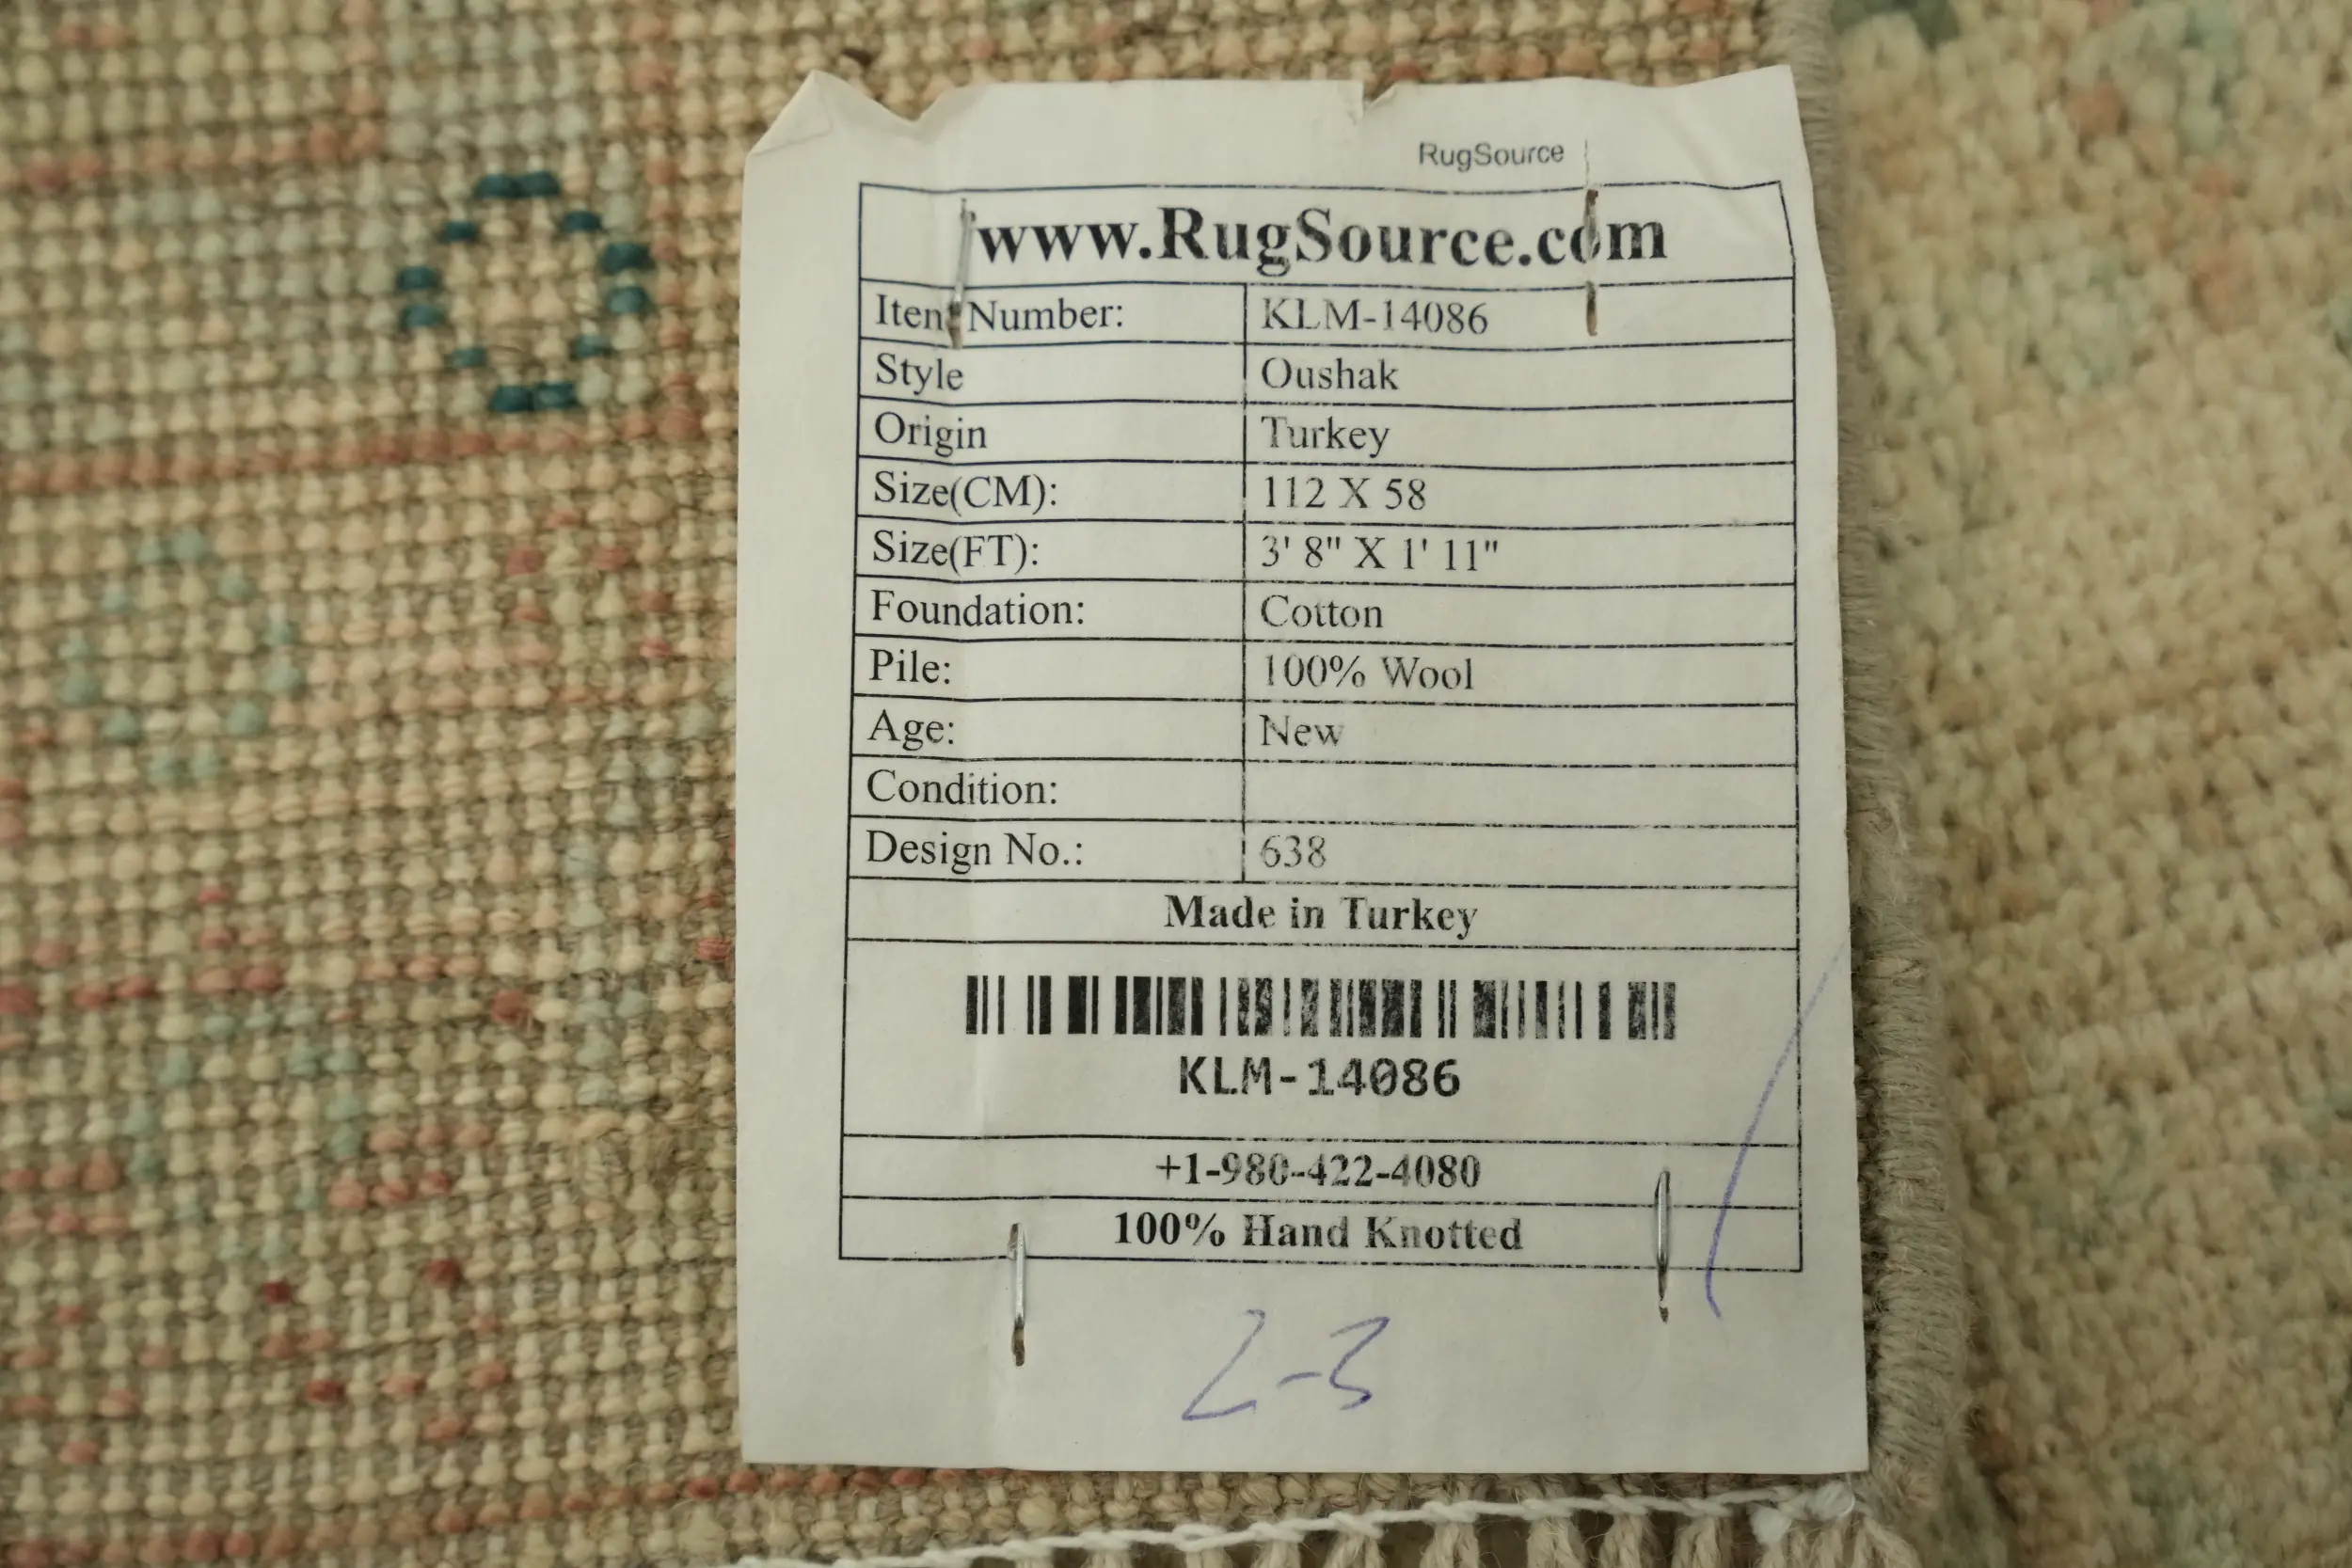 RugSource
www.RugSource.com
Item Number: KLM-14086
Style Oushak
Origin Turkey
Size(CM): 112 X 58
Size(FT): 3' 8" X 1' 11"
Foundation: Cotton
Pile: 100% Wool
Age: New
Condition:
Design No.: 638
Made in Turkey
KLM-14086
+1-980-422-4080
100% Hand Knotted
2-3